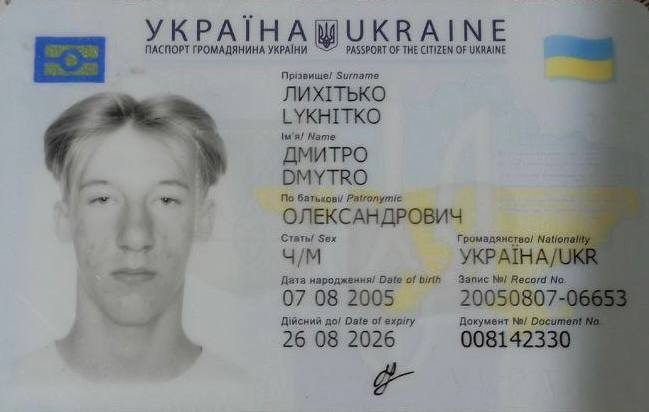 УКРАЇНА UKRAINE
ПАСПОРТ ГРОМАДЯНИНА УКРАЇНИ PASSPORT OF THE CITIZEN OF UKRAINE
Прізвище/ Surname
ЛИХІТЬКО
LYKHITKO
Ім'я/ Name
ДМИТРО
DMYTRO
По батькові/ Patronymic
ОЛЕКСАНДРОВИЧ
Стать/ Sex Громадянство/ Nationality
Ч/М УКРАЇНА/UKR
Дата народження/ Date of birth Запис №/ Record No.
07 08 2005 20050807-06653
Дійсний до/ Date of expiry Документ №/ Document No.
26 08 2026 008142330